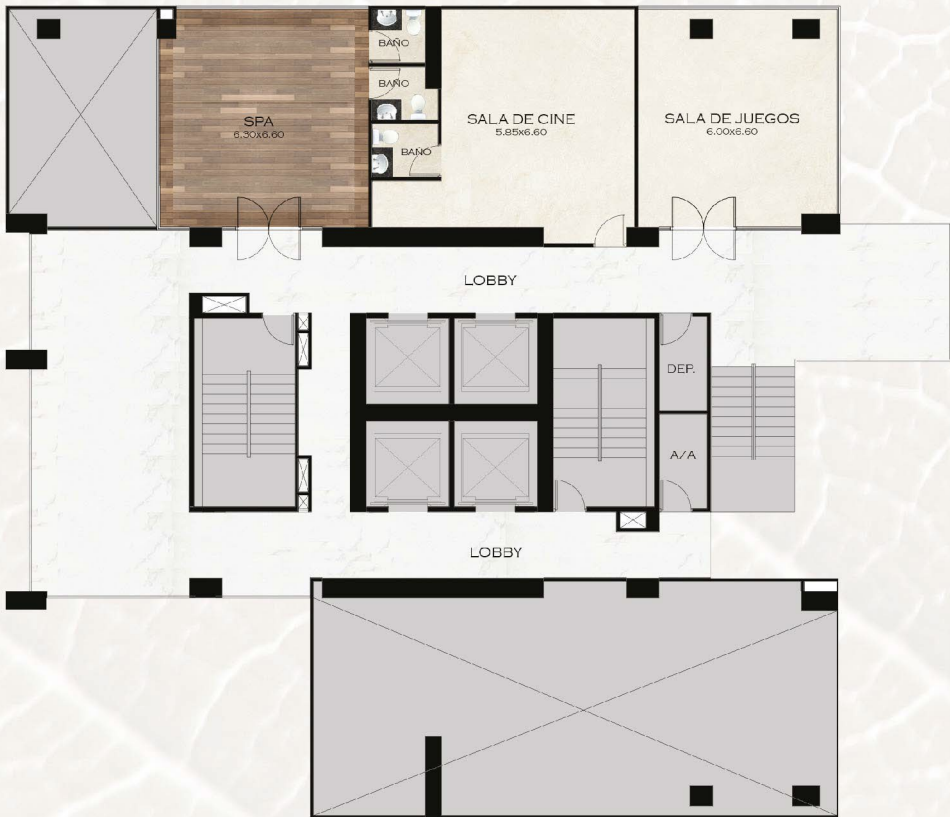 BAÑO
BAÑO
BAÑO
SPA
6.30x6.60
SALA DE CINE
5.85x6.60
SALA DE JUEGOS
6.00x6.60
LOBBY
DEP.
A/A
LOBBY